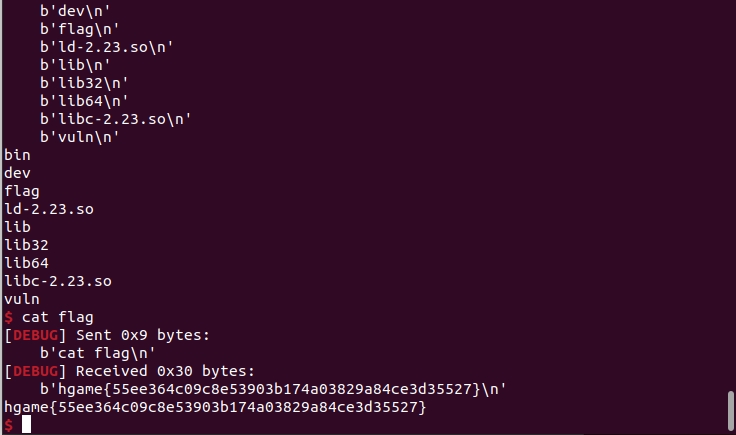 b'dev\n'
b'flag\n'
b'ld-2.23.so\n'
b'lib\n'
b'lib32\n'
b'lib64\n'
b'libc-2.23.so\n'
b'vuln\n'
bin
dev
flag
ld-2.23.so
lib
lib32
lib64
libc-2.23.so
vuln
$ cat flag
[DEBUG] Sent 0x9 bytes:
b'cat flag\n'
[DEBUG] Received 0x30 bytes:
b'hgame{55ee364c09c8e53903b174a03829a84ce3d35527}\n'
hgame{55ee364c09c8e53903b174a03829a84ce3d35527}
$